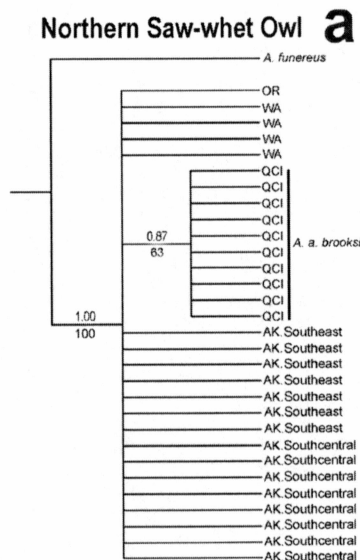 Northern Saw-whet Owl a
A. funereus
OR
WA
WA
WA
WA
QCI
QCI
QCI
QCI
QCI
QCI
QCI
QCI
QCI
QCI
0.87
63
A. a. brooksi
1.00
100
AK.Southeast
AK.Southeast
AK.Southeast
AK.Southeast
AK.Southeast
AK.Southeast
AK.Southeast
AK.Southcentral
AK.Southcentral
AK.Southcentral
AK.Southcentral
AK.Southcentral
AK.Southcentral
AK.Southcentral
AK.Southcentral